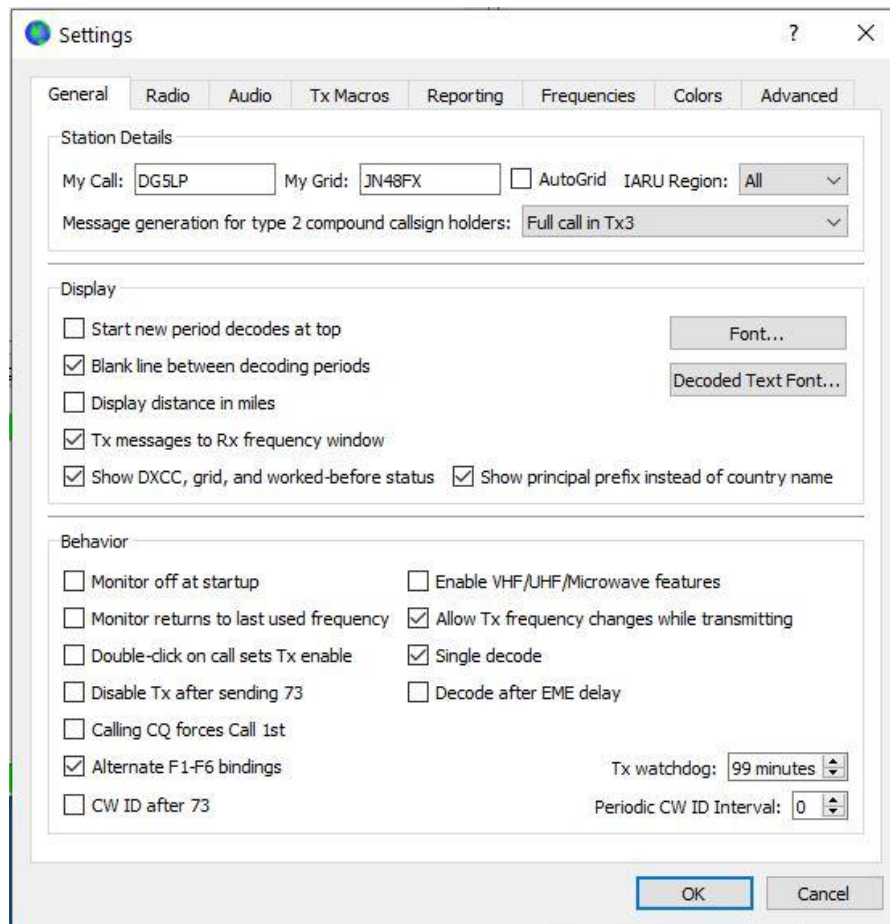 Settings ? X
General Radio Audio Tx Macros Reporting Frequencies Colors Advanced
Station Details
My Call: DG5LP My Grid: JN48FX AutoGrid IARU Region: All
Message generation for type 2 compound callsign holders: Full call in Tx3
Display
Start new period decodes at top
Font...
Blank line between decoding periods
Decoded Text Font...
Display distance in miles
Tx messages to Rx frequency window
Show DXCC, grid, and worked-before status Show principal prefix instead of country name
Behavior
Monitor off at startup Enable VHF/UHF/Microwave features
Monitor returns to last used frequency Allow Tx frequency changes while transmitting
Double-click on call sets Tx enable Single decode
Disable Tx after sending 73 Decode after EME delay
Calling CQ forces Call 1st
Alternate F1-F6 bindings Tx watchdog: 99 minutes
CW ID after 73 Periodic CW ID Interval: 0
OK Cancel